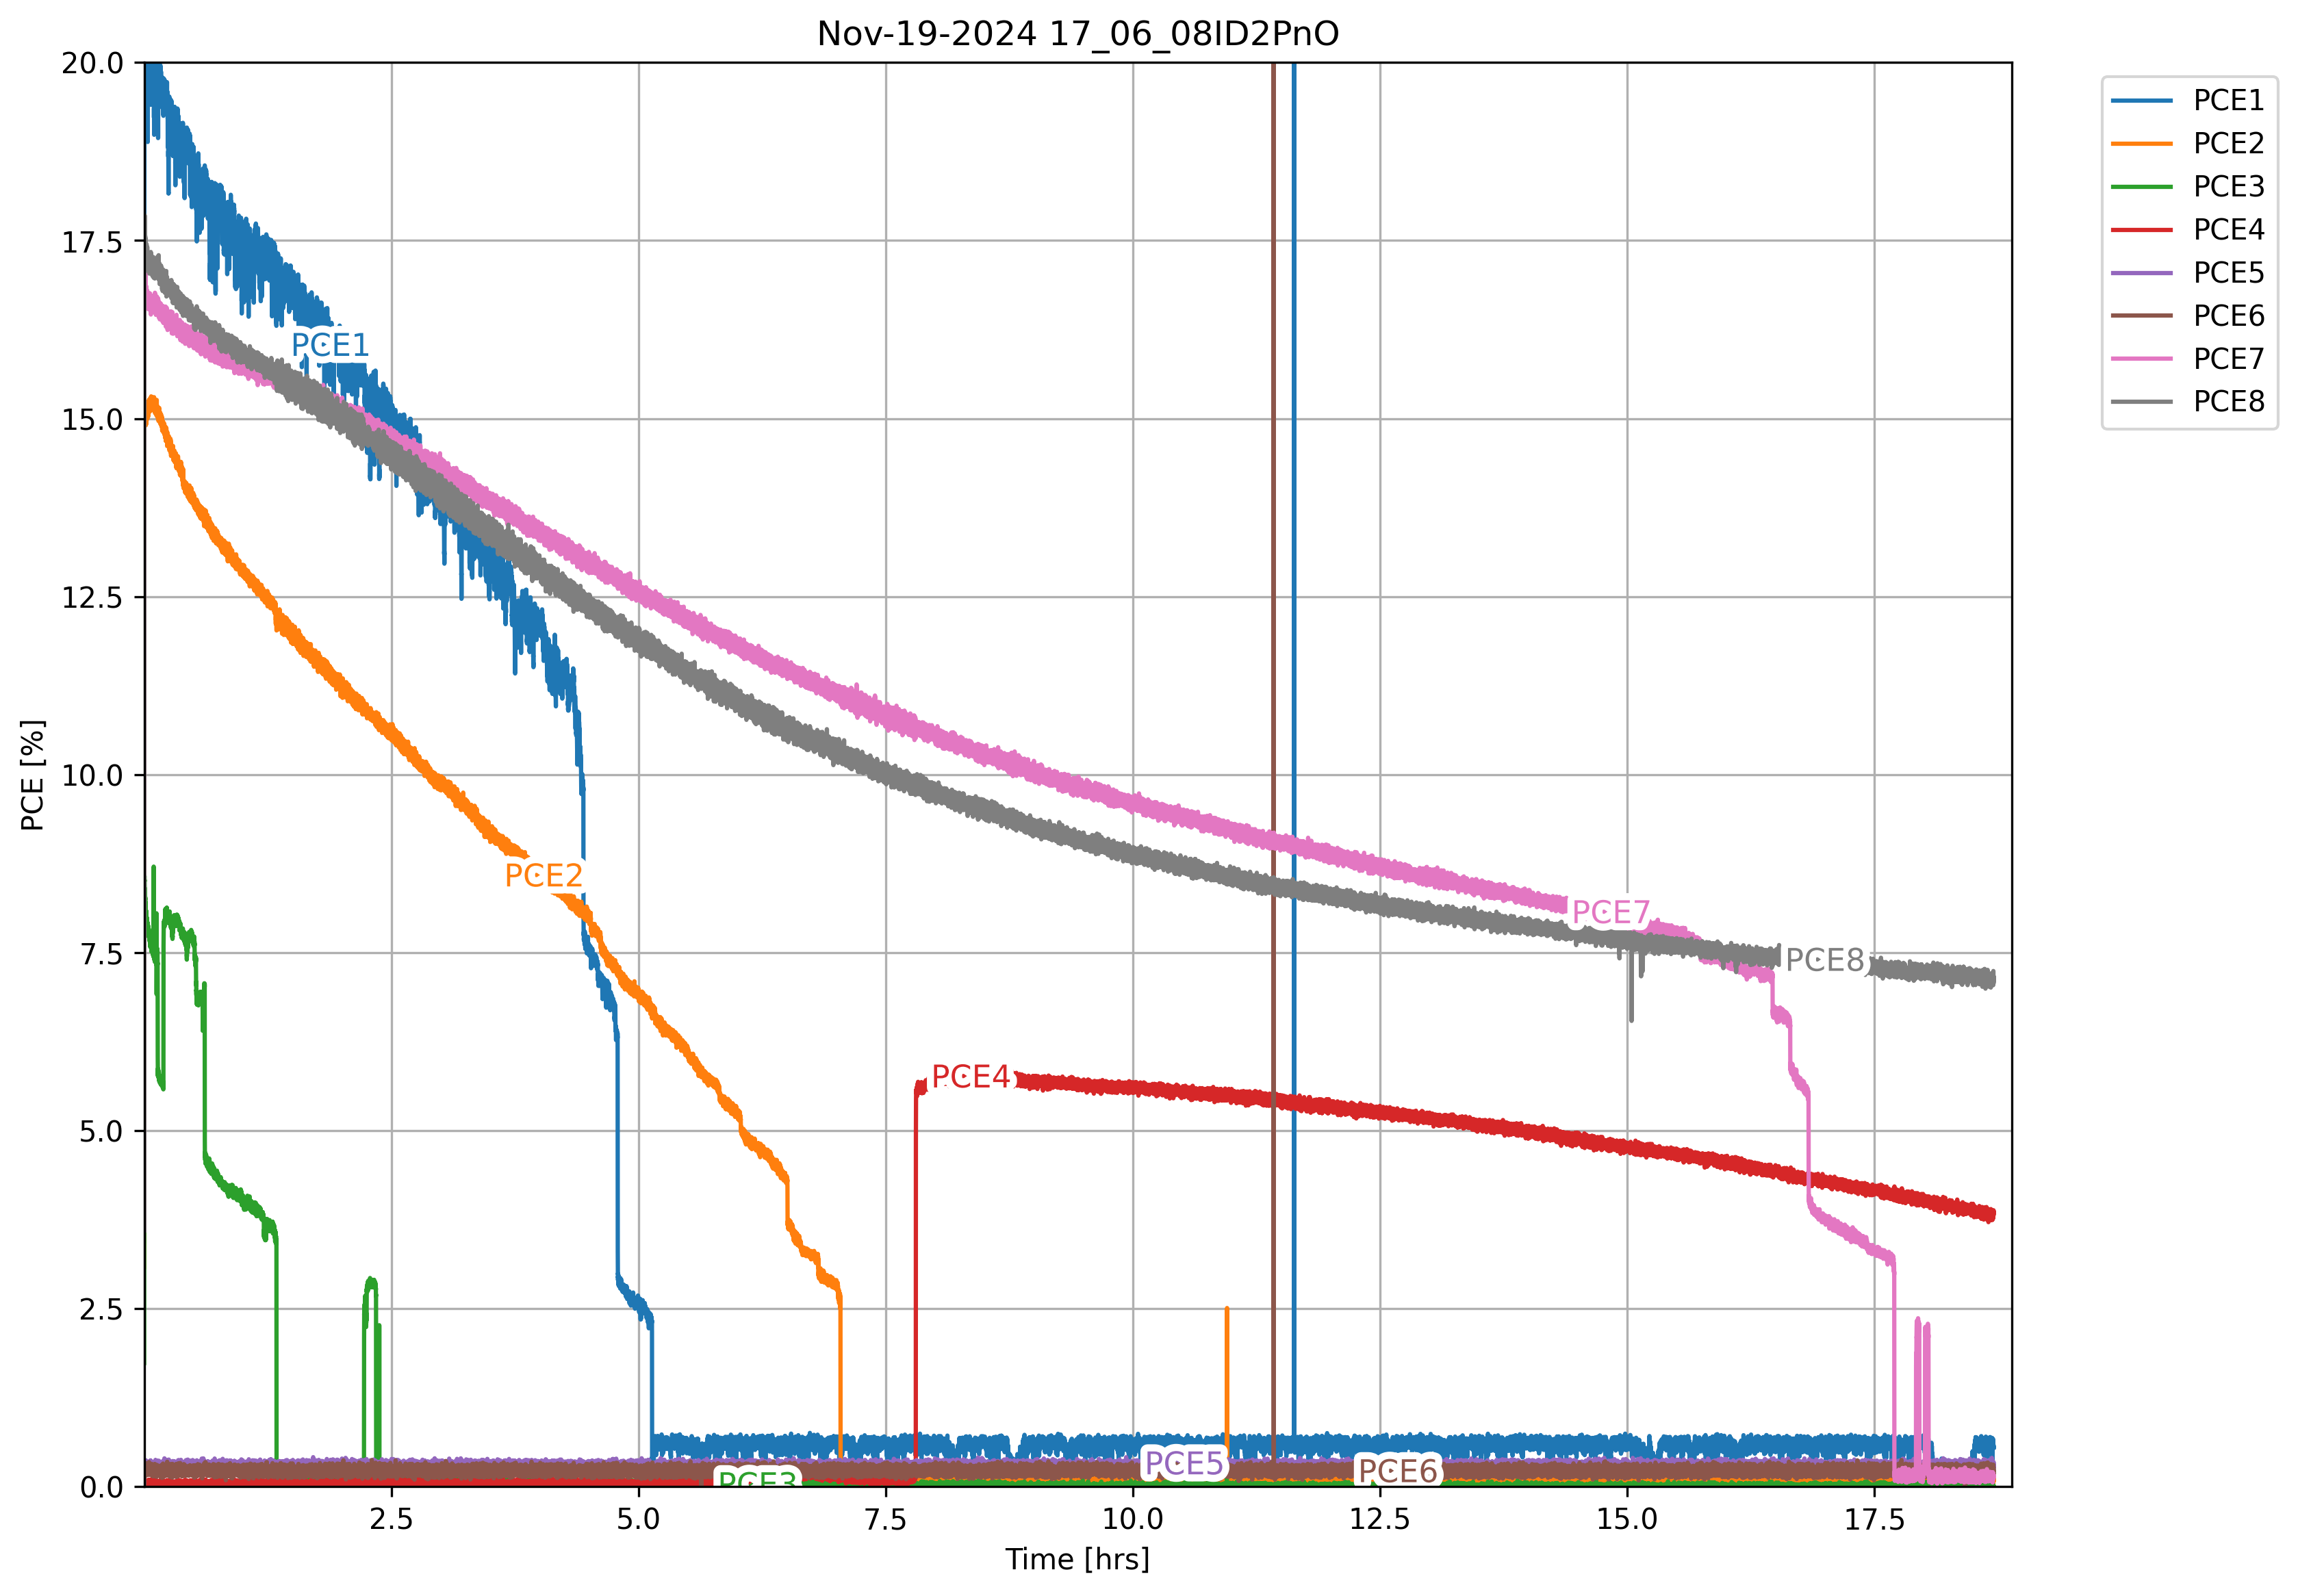 Nov-19-2024 17_06_08ID2PnO
PCE [%]
20.0
17.5
15.0
12.5
10.0
7.5
5.0
2.5
0.0
2.5
5.0
7.5
10.0
12.5
15.0
17.5
Time [hrs]
PCE1
PCE2
PCE3
PCE4
PCE5
PCE6
PCE7
PCE8
PCE1
PCE2
PCE7
PCE8
PCE4
PCE5
PCE6
PCE3